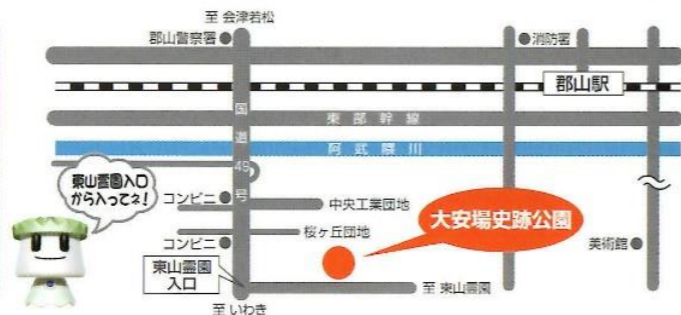 至 会津若松
郡山警察署
消防署
郡山駅
国道49号
東部幹線
阿武隈川
東山霊園入口
から入ってネ!
コンビニ
中央工業団地
大安場史跡公園
桜ヶ丘団地
コンビニ
美術館
東山霊園
入口
至 東山霊園
至 いわき